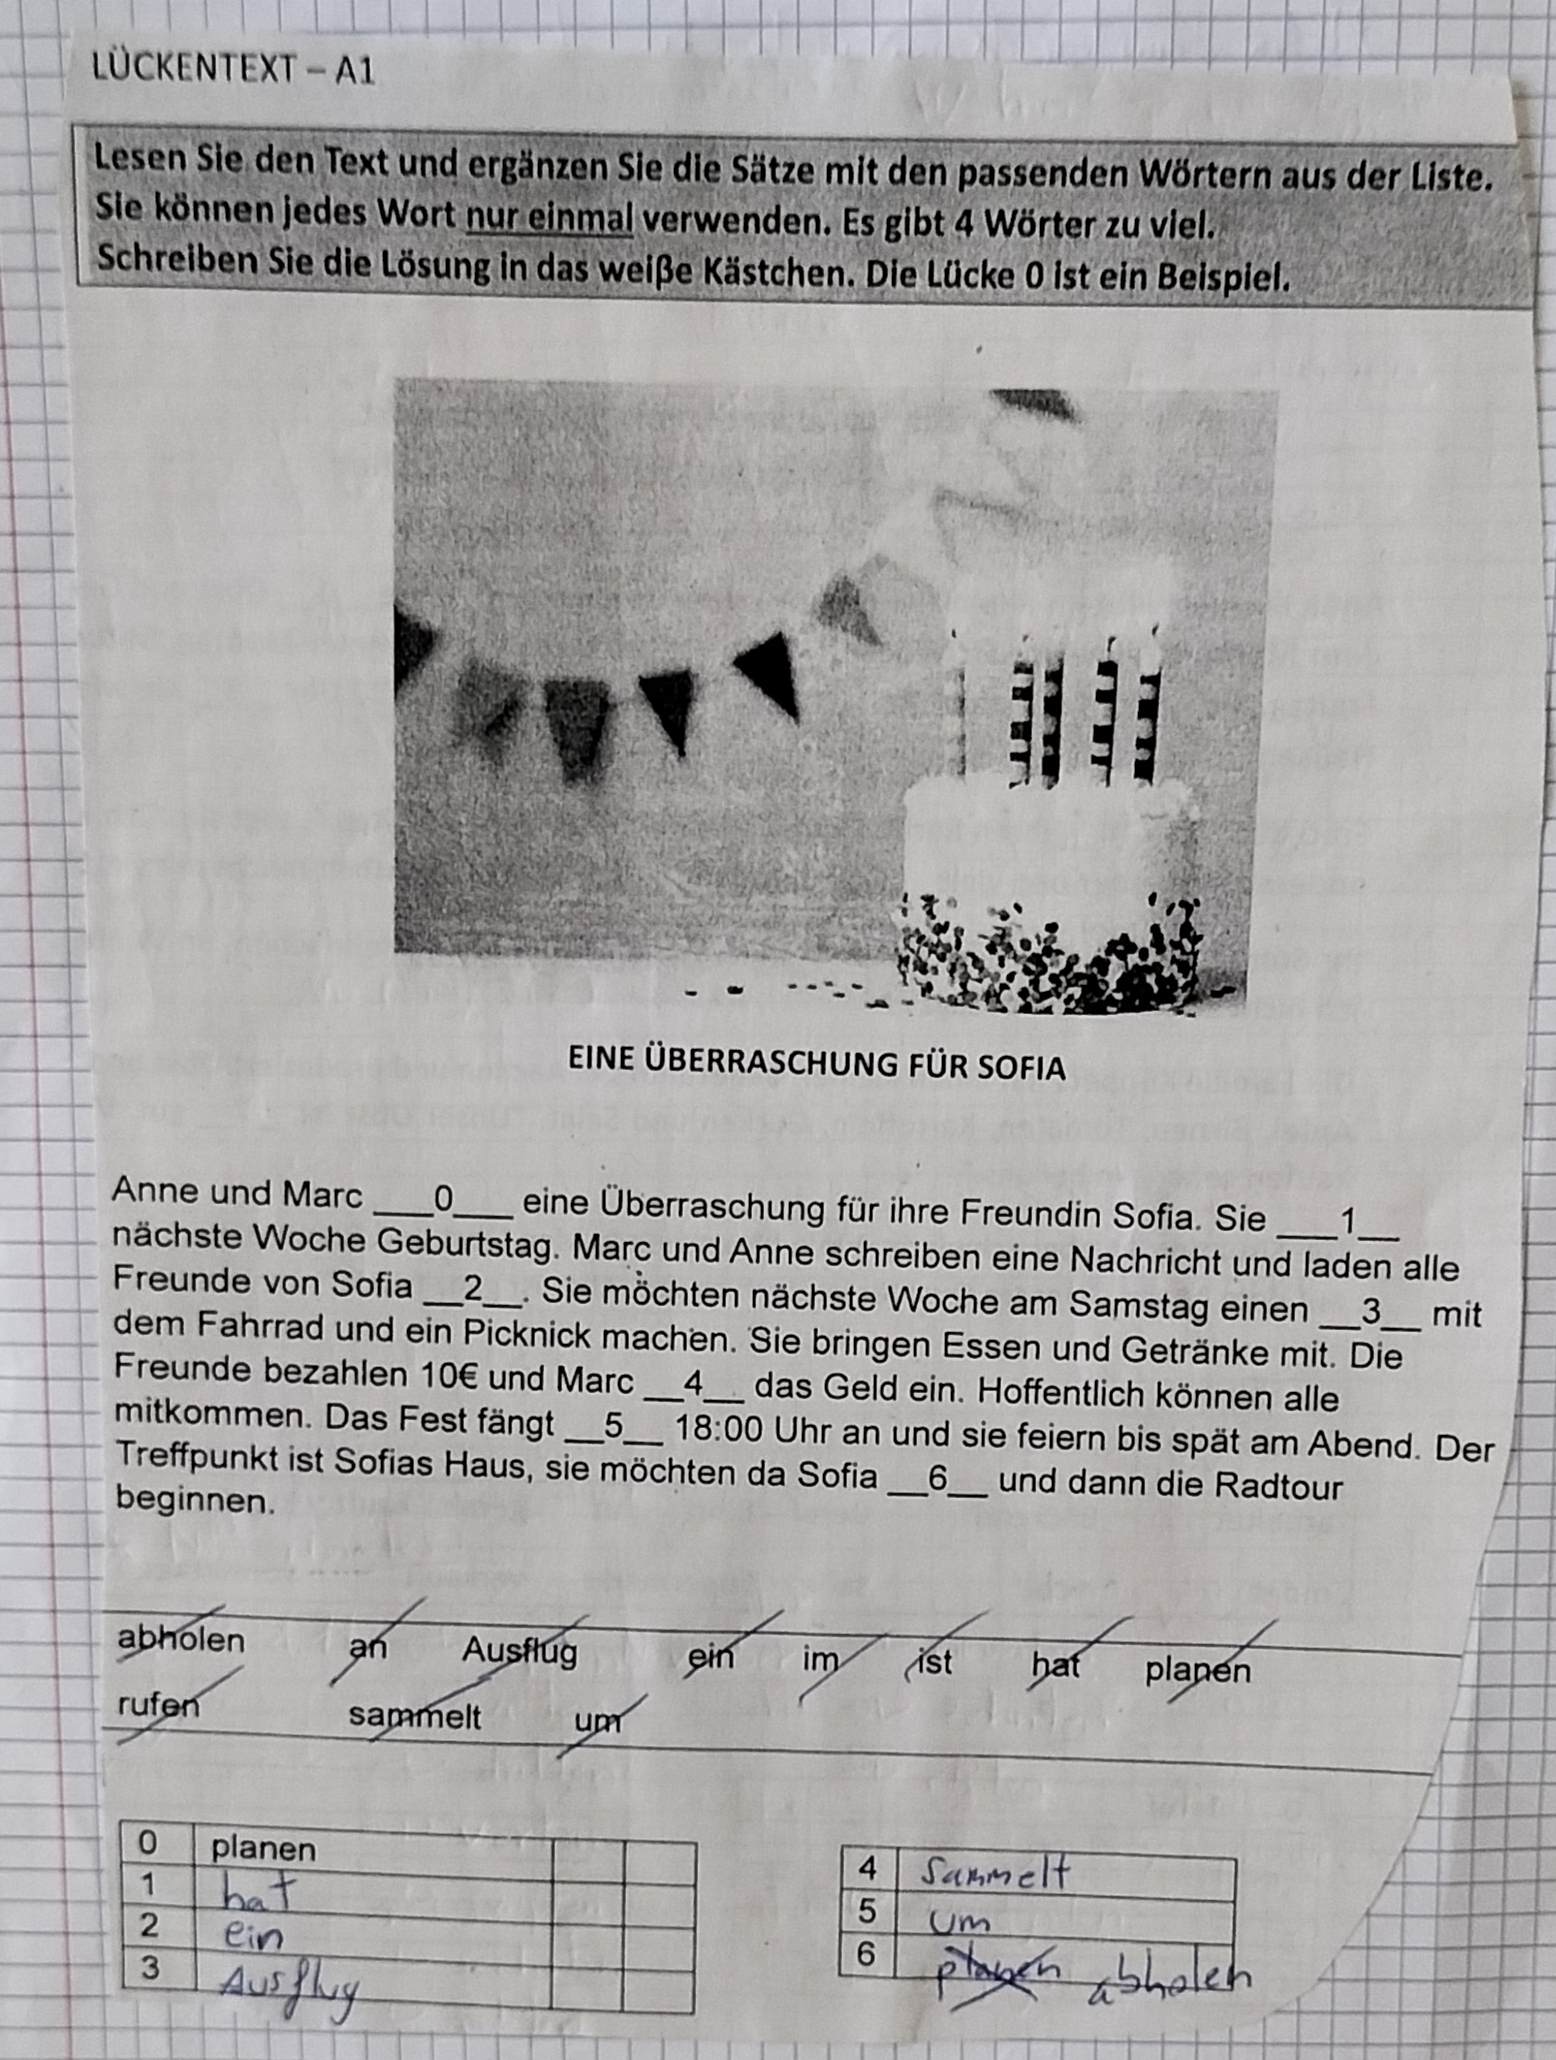 LÜCKENTEXT – A1
Lesen Sie den Text und ergänzen Sie die Sätze mit den passenden Wörtern aus der Liste.
Sie können jedes Wort nur einmal verwenden. Es gibt 4 Wörter zu viel.
Schreiben Sie die Lösung in das weiße Kästchen. Die Lücke 0 ist ein Beispiel.
EINE ÜBERRASCHUNG FÜR SOFIA
Anne und Marc ___0___ eine Überraschung für ihre Freundin Sofia. Sie ___1__
nächste Woche Geburtstag. Marc und Anne schreiben eine Nachricht und laden alle
Freunde von Sofia __2__. Sie möchten nächste Woche am Samstag einen __3__ mit
dem Fahrrad und ein Picknick machen. Sie bringen Essen und Getränke mit. Die
Freunde bezahlen 10€ und Marc __4__ das Geld ein. Hoffentlich können alle
mitkommen. Das Fest fängt __5__ 18:00 Uhr an und sie feiern bis spät am Abend. Der
Treffpunkt ist Sofias Haus, sie möchten da Sofia __6__ und dann die Radtour
beginnen.
abholen an Ausflug ein im ist hat planen
rufen sammelt um
0 planen
1 hat
2 ein
3 Ausflug
4 sammelt
5 um
6 planen abholen